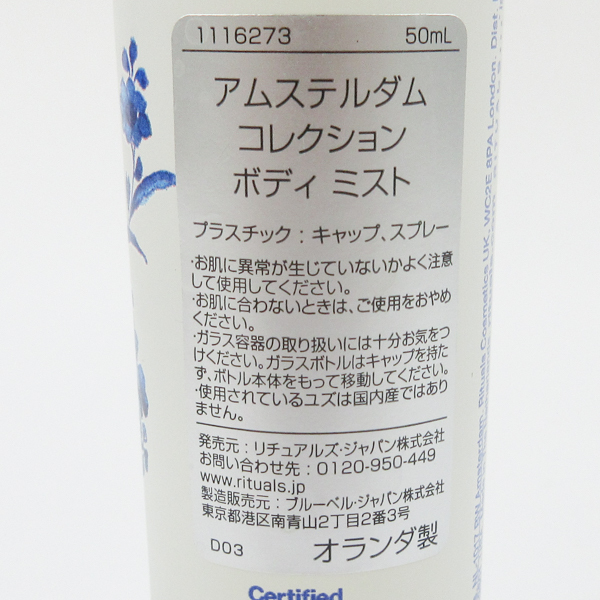 1116273 50mL
アムステルダム
コレクション
ボディ ミスト
プラスチック : キャップ、スプレー
･お肌に異常が生じていないかよく注意
して使用してください。
･お肌に合わないときは、ご使用をおやめ
ください。
･ガラス容器の取り扱いには十分お気をつ
けください。ガラスボトルはキャップを持た
ず、ボトル本体をもって移動してください。
･使用されているユズは国内産ではあり
ません。
発売元 : リチュアルズ･ジャパン株式会社
お問い合わせ先 : 0120-950-449
www.rituals.jp
製造販売元 : ブルーベル･ジャパン株式会社
東京都港区南青山2丁目2番3号
D03 オランダ製
Certified
Rituals Cosmetics UK, WC2E 8PA London. Dist.